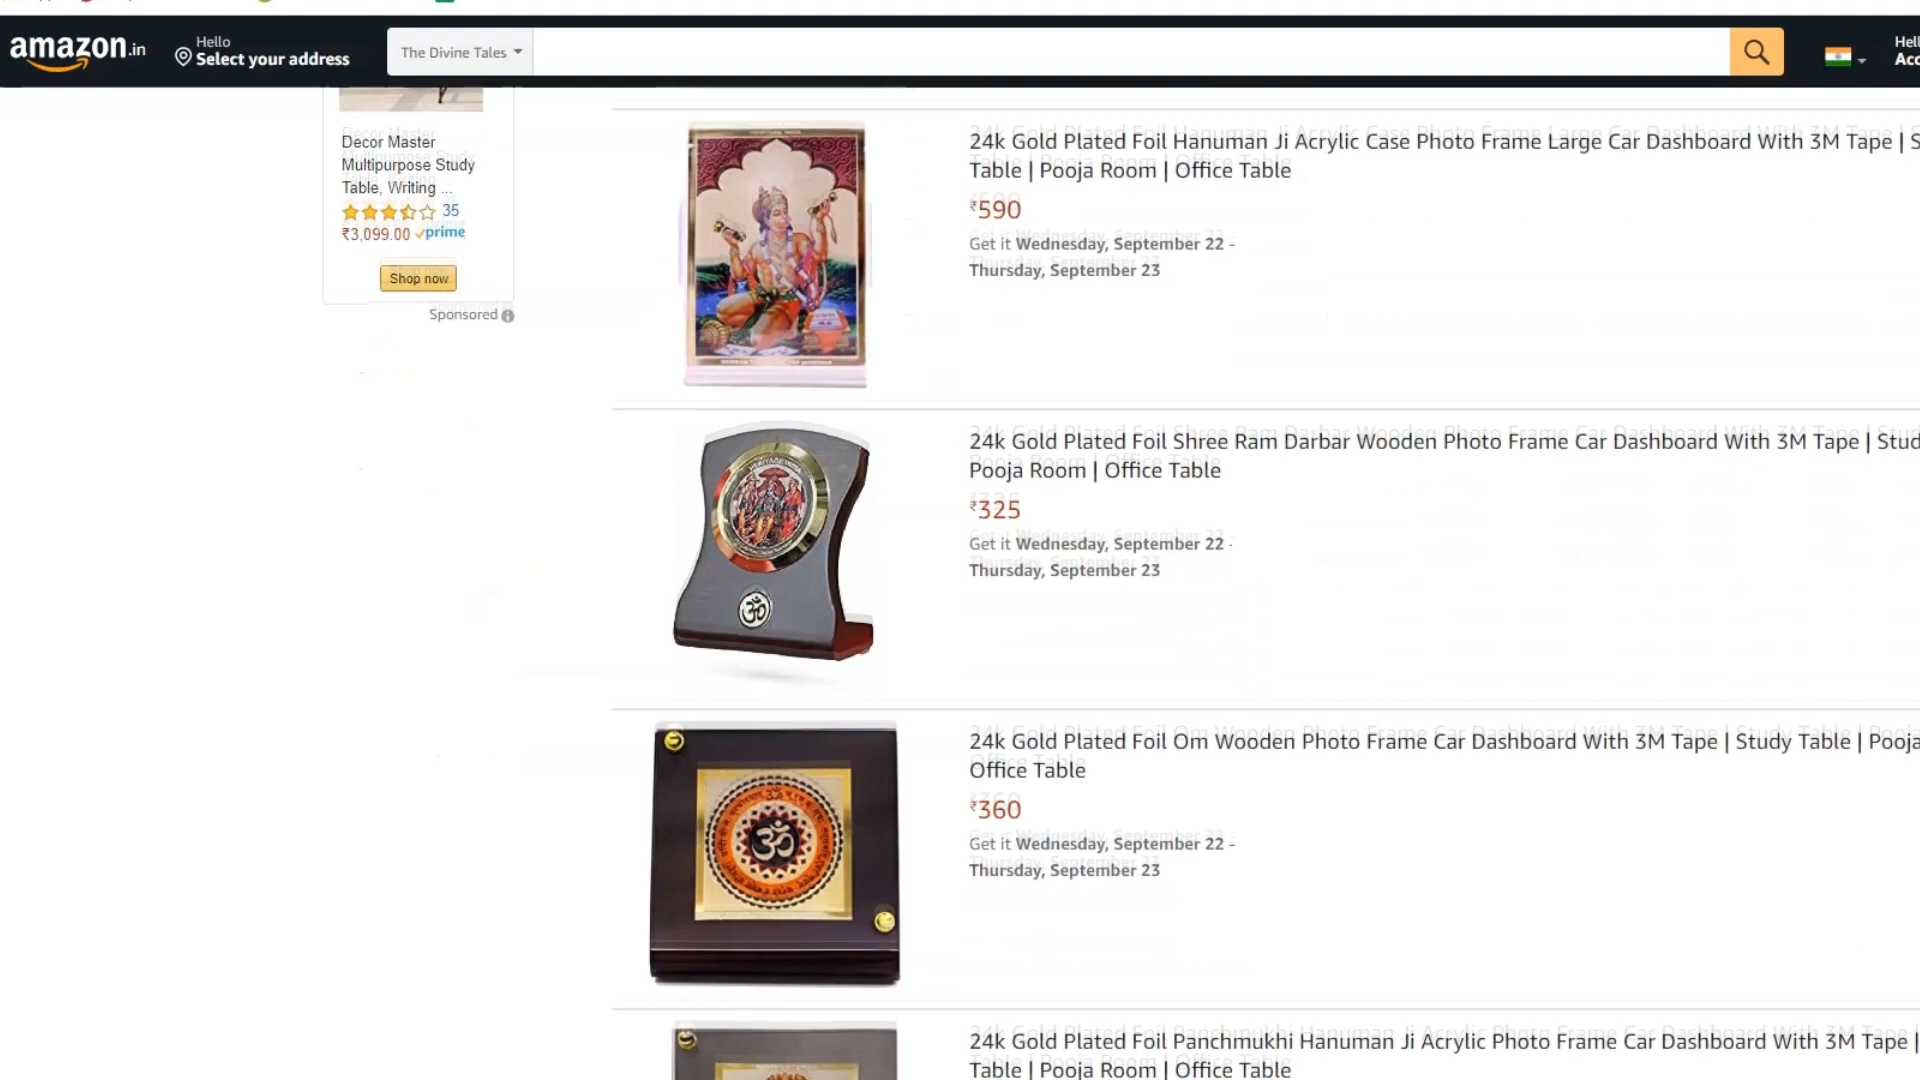 amazon.in
Hello
Select your address
The Divine Tales
Hell
Acc
Decor Master
Multipurpose Study
Table, Writing ...
35
₹3,099.00 prime
Shop now
Sponsored
24k Gold Plated Foil Hanuman Ji Acrylic Case Photo Frame Large Car Dashboard With 3M Tape | S
Table | Pooja Room | Office Table
₹590
Get it Wednesday, September 22 -
Thursday, September 23
24k Gold Plated Foil Shree Ram Darbar Wooden Photo Frame Car Dashboard With 3M Tape | Stud
Pooja Room | Office Table
₹325
Get it Wednesday, September 22 -
Thursday, September 23
ॐ
24k Gold Plated Foil Om Wooden Photo Frame Car Dashboard With 3M Tape | Study Table | Pooja
Office Table
₹360
Get it Wednesday, September 22 -
Thursday, September 23
ॐ
24k Gold Plated Foil Panchmukhi Hanuman Ji Acrylic Photo Frame Car Dashboard With 3M Tape |
Table | Pooja Room | Office Table